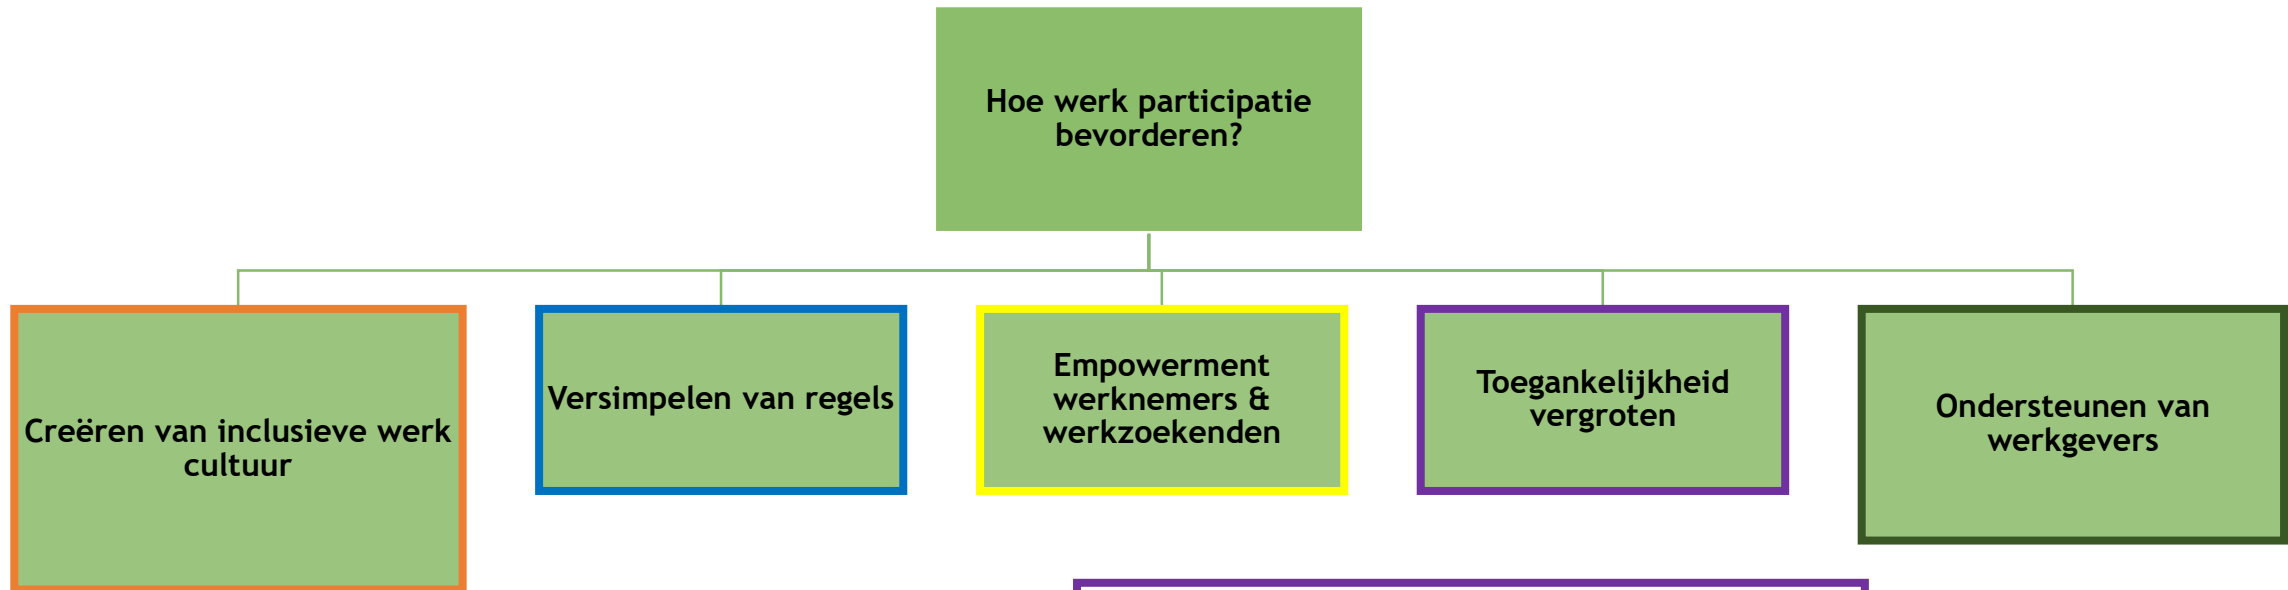 Hoe werk participatie
bevorderen?
Creëren van inclusieve werk
cultuur
Versimpelen van regels
Empowerment
werknemers &
werkzoekenden
Toegankelijkheid
vergroten
Ondersteunen van
werkgevers